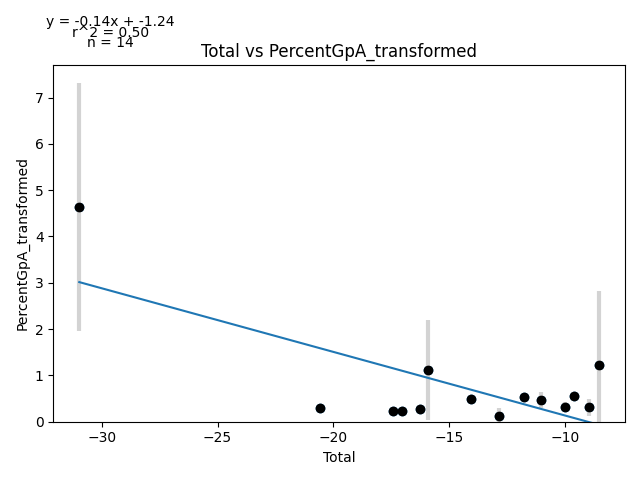 y = -0.14x + -1.24
r^2 = 0.50
n = 14
Total vs PercentGpA_transformed
PercentGpA_transformed
7
6
5
4
3
2
1
0
−30
−25
−20
−15
−10
Total